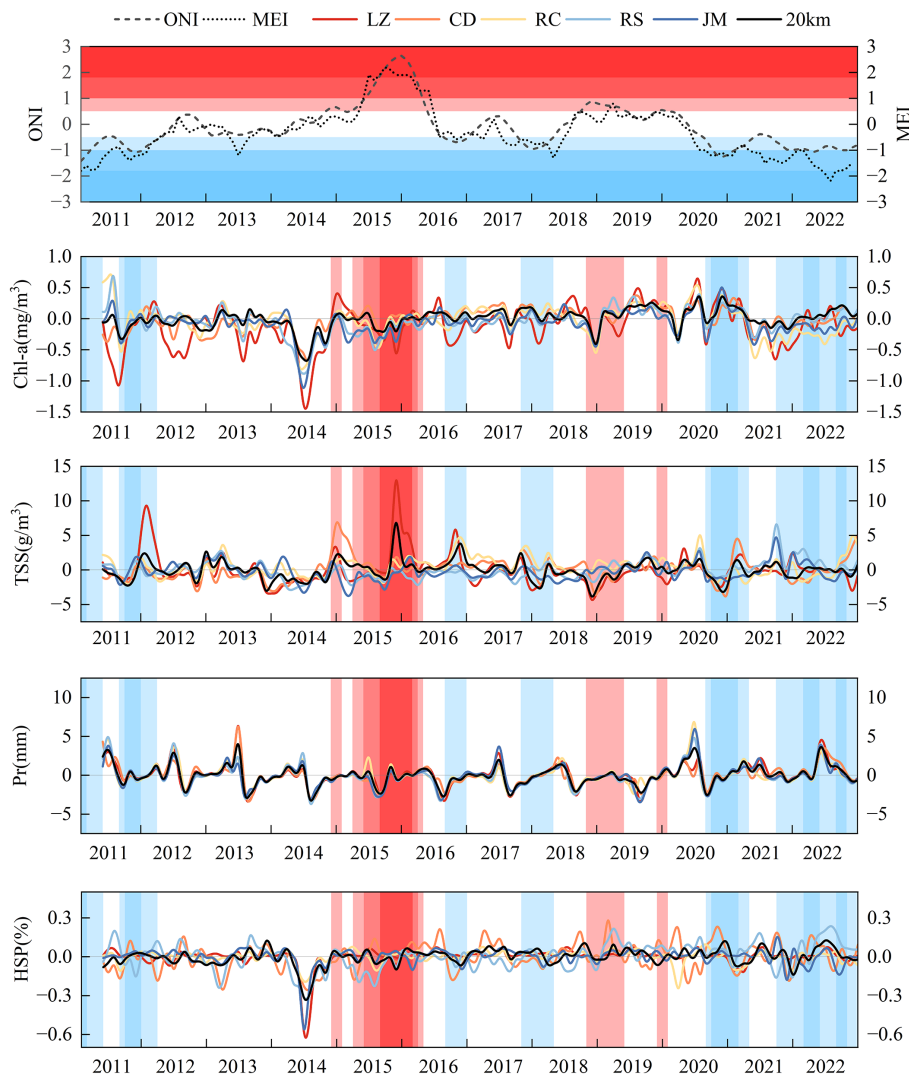 ONI MEI LZ CD RC RS JM 20km
3 3
2 2
1 1
0 0
−1 −1
−2 −2
−3 −3
ONI
MEI
2011 2012 2013 2014 2015 2016 2017 2018 2019 2020 2021 2022
1.0 1.0
0.5 0.5
0.0 0.0
−0.5 −0.5
−1.0 −1.0
−1.5 −1.5
Chl-a(mg/m³)
2011 2012 2013 2014 2015 2016 2017 2018 2019 2020 2021 2022
15 15
10 10
5 5
0 0
−5 −5
TSS(g/m³)
2011 2012 2013 2014 2015 2016 2017 2018 2019 2020 2021 2022
10 10
5 5
0 0
−5 −5
Pr(mm)
2011 2012 2013 2014 2015 2016 2017 2018 2019 2020 2021 2022
0.3 0.3
0.0 0.0
−0.3 −0.3
−0.6 −0.6
HSP(%)
2011 2012 2013 2014 2015 2016 2017 2018 2019 2020 2021 2022